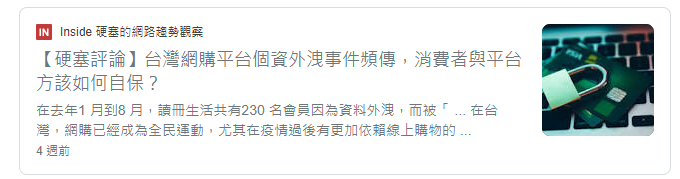 IN Inside 硬塞的網路趨勢觀察
【硬塞評論】台灣網購平台個資外洩事件頻傳，消費者與平台
方該如何自保？
在去年1 月到8 月，讀冊生活共有230 名會員因為資料外洩，而被「 ... 在台
灣，網購已經成為全民運動，尤其在疫情過後有更加依賴線上購物的 ...
4 週前